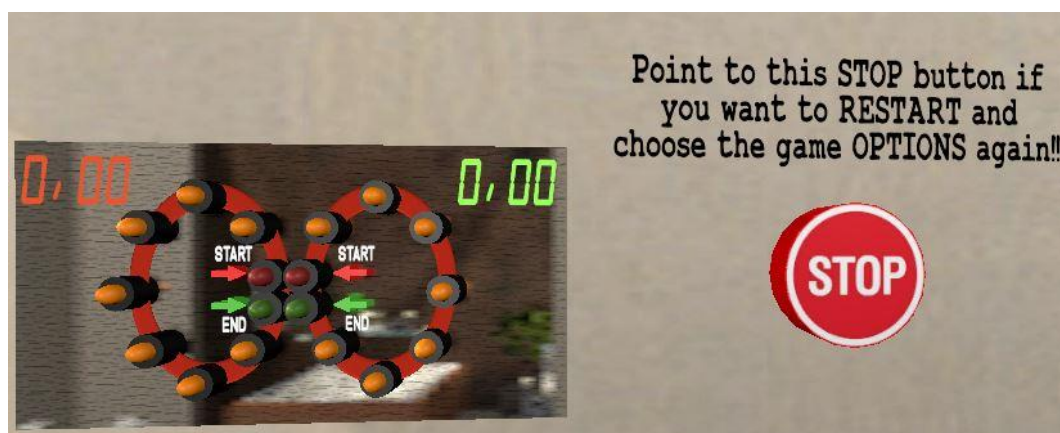 Point to this STOP button if
you want to RESTART and
choose the game OPTIONS again!!
0,00
0,00
START
START
END
END
STOP